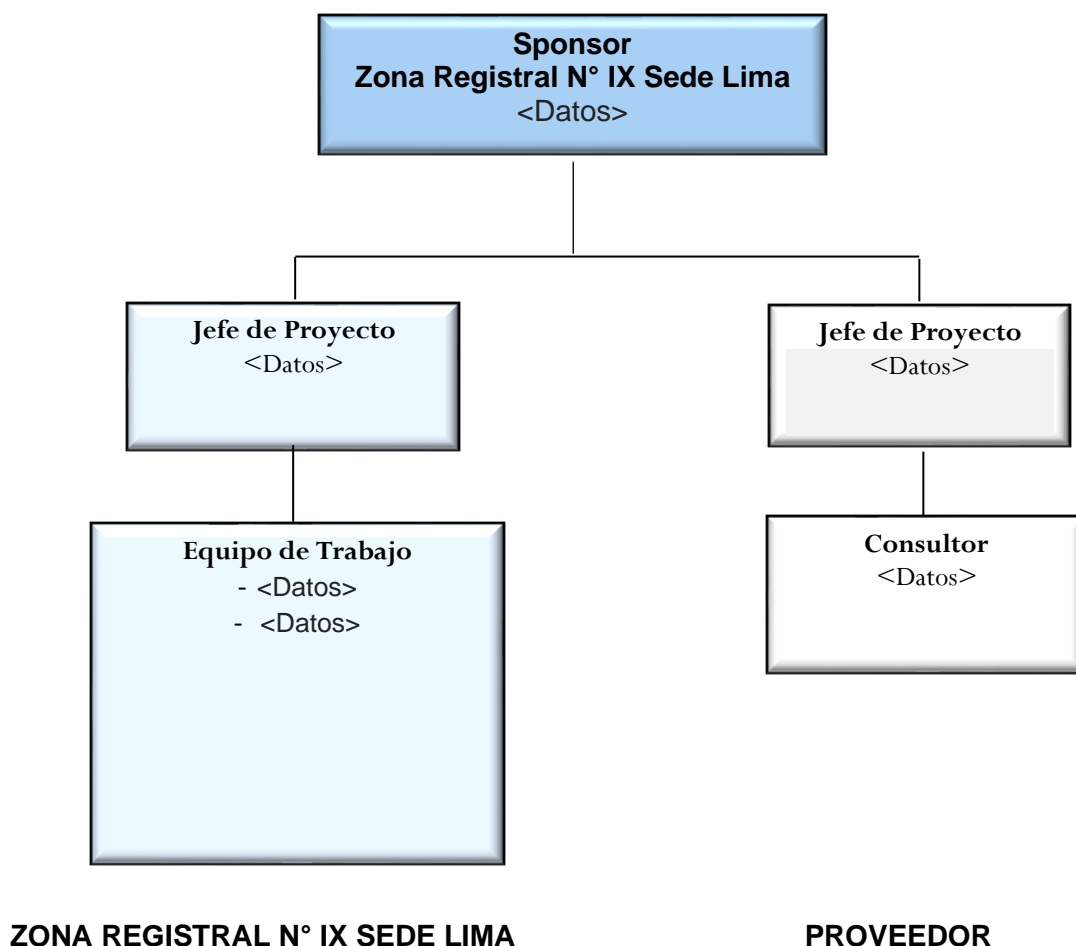 Sponsor
Zona Registral N° IX Sede Lima
<Datos>
Jefe de Proyecto
<Datos>
Jefe de Proyecto
<Datos>
Equipo de Trabajo
- <Datos>
- <Datos>
Consultor
<Datos>
ZONA REGISTRAL N° IX SEDE LIMA
PROVEEDOR